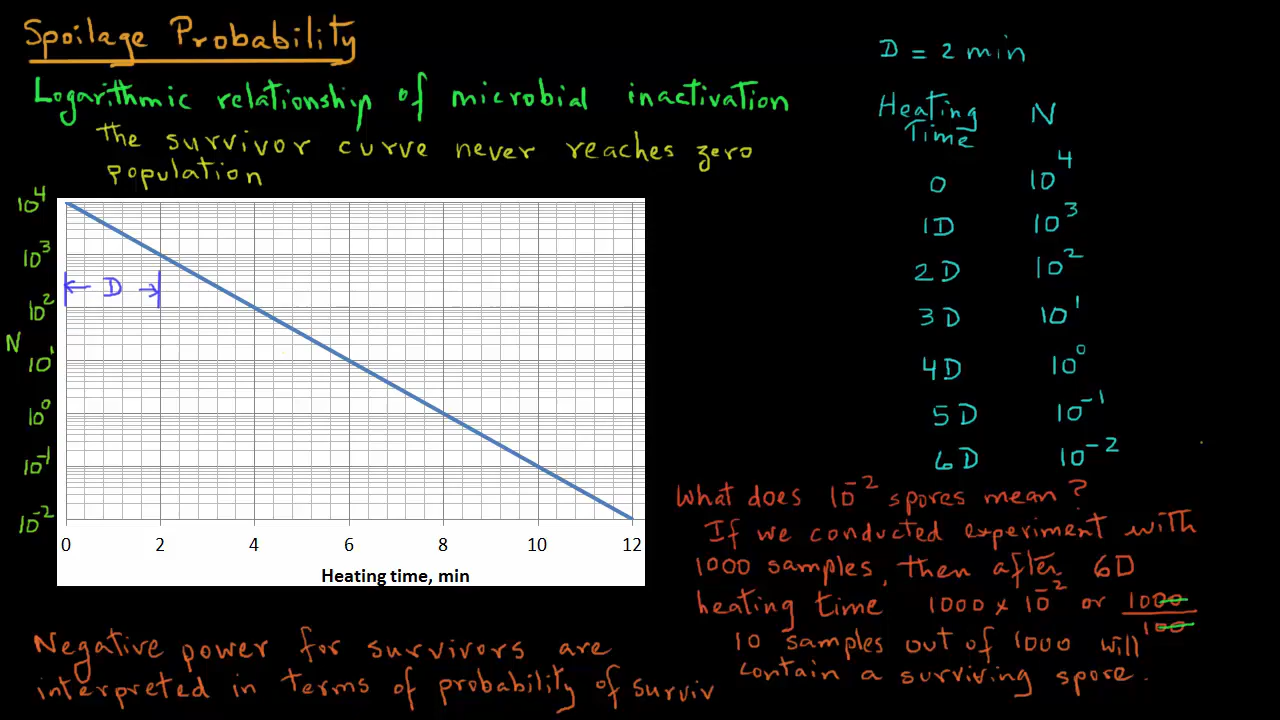 Spoilage Probability
Logarithmic relationship of microbial inactivation
The survivor curve never reaches zero
population
10^4
10^3
10^2
N
10^1
10^0
10^-1
10^-2
← D →
0 2 4 6 8 10 12
Heating time, min
Negative power for survivors are
interpreted in terms of probability of surviv
D = 2 min
Heating Time N
0 10^4
1D 10^3
2D 10^2
3D 10^1
4D 10^0
5D 10^-1
6D 10^-2
What does 10^-2 spores mean ?
If we conducted experiment with
1000 samples, then after 6D
heating time 1000 x 10^-2 or 1000/100
10 samples out of 1000 will
contain a surviving spore.